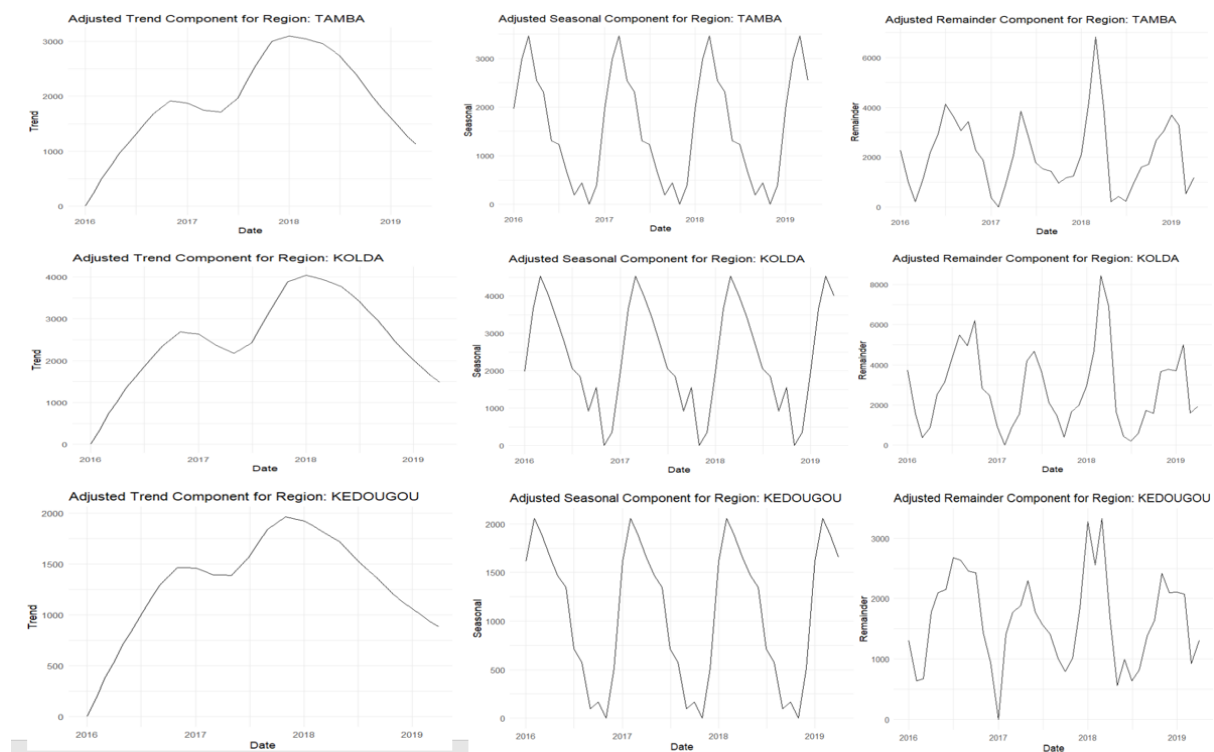 Adjusted Trend Component for Region: TAMBA
3000
2000
1000
0
Trend
2016
2017
2018
2019
Date
Adjusted Seasonal Component for Region: TAMBA
3000
2000
1000
0
Seasonal
2016
2017
2018
2019
Date
Adjusted Remainder Component for Region: TAMBA
6000
4000
2000
0
Remainder
2016
2017
2018
2019
Date
Adjusted Trend Component for Region: KOLDA
4000
3000
2000
1000
0
Trend
2016
2017
2018
2019
Date
Adjusted Seasonal Component for Region: KOLDA
4000
3000
2000
1000
0
Seasonal
2016
2017
2018
2019
Date
Adjusted Remainder Component for Region: KOLDA
8000
6000
4000
2000
0
Remainder
2016
2017
2018
2019
Date
Adjusted Trend Component for Region: KEDOUGOU
2000
1500
1000
500
0
Trend
2016
2017
2018
2019
Date
Adjusted Seasonal Component for Region: KEDOUGOU
2000
1500
1000
500
0
Seasonal
2016
2017
2018
2019
Date
Adjusted Remainder Component for Region: KEDOUGOU
3000
2000
1000
0
Remainder
2016
2017
2018
2019
Date